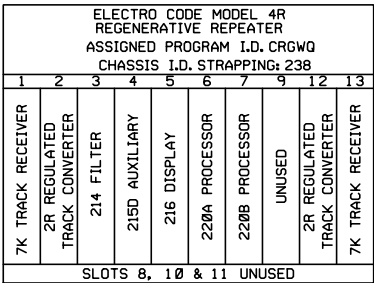 ELECTRO CODE MODEL 4R
REGENERATIVE REPEATER
ASSIGNED PROGRAM I.D. CRGWQ
CHASSIS I.D. STRAPPING: 238
1 2 3 4 5 6 7 9 12 13
7K TRACK RECEIVER
2R REGULATED
TRACK CONVERTER
214 FILTER
215D AUXILIARY
216 DISPLAY
220A PROCESSOR
220B PROCESSOR
UNUSED
2R REGULATED
TRACK CONVERTER
7K TRACK RECEIVER
SLOTS 8, 10 & 11 UNUSED